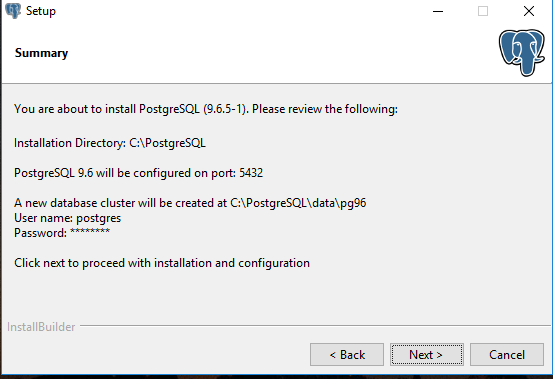 Setup
Summary
You are about to install PostgreSQL (9.6.5-1). Please review the following:
Installation Directory: C:\PostgreSQL
PostgreSQL 9.6 will be configured on port: 5432
A new database cluster will be created at C:\PostgreSQL\data\pg96
User name: postgres
Password: ********
Click next to proceed with installation and configuration
InstallBuilder
< Back
Next >
Cancel